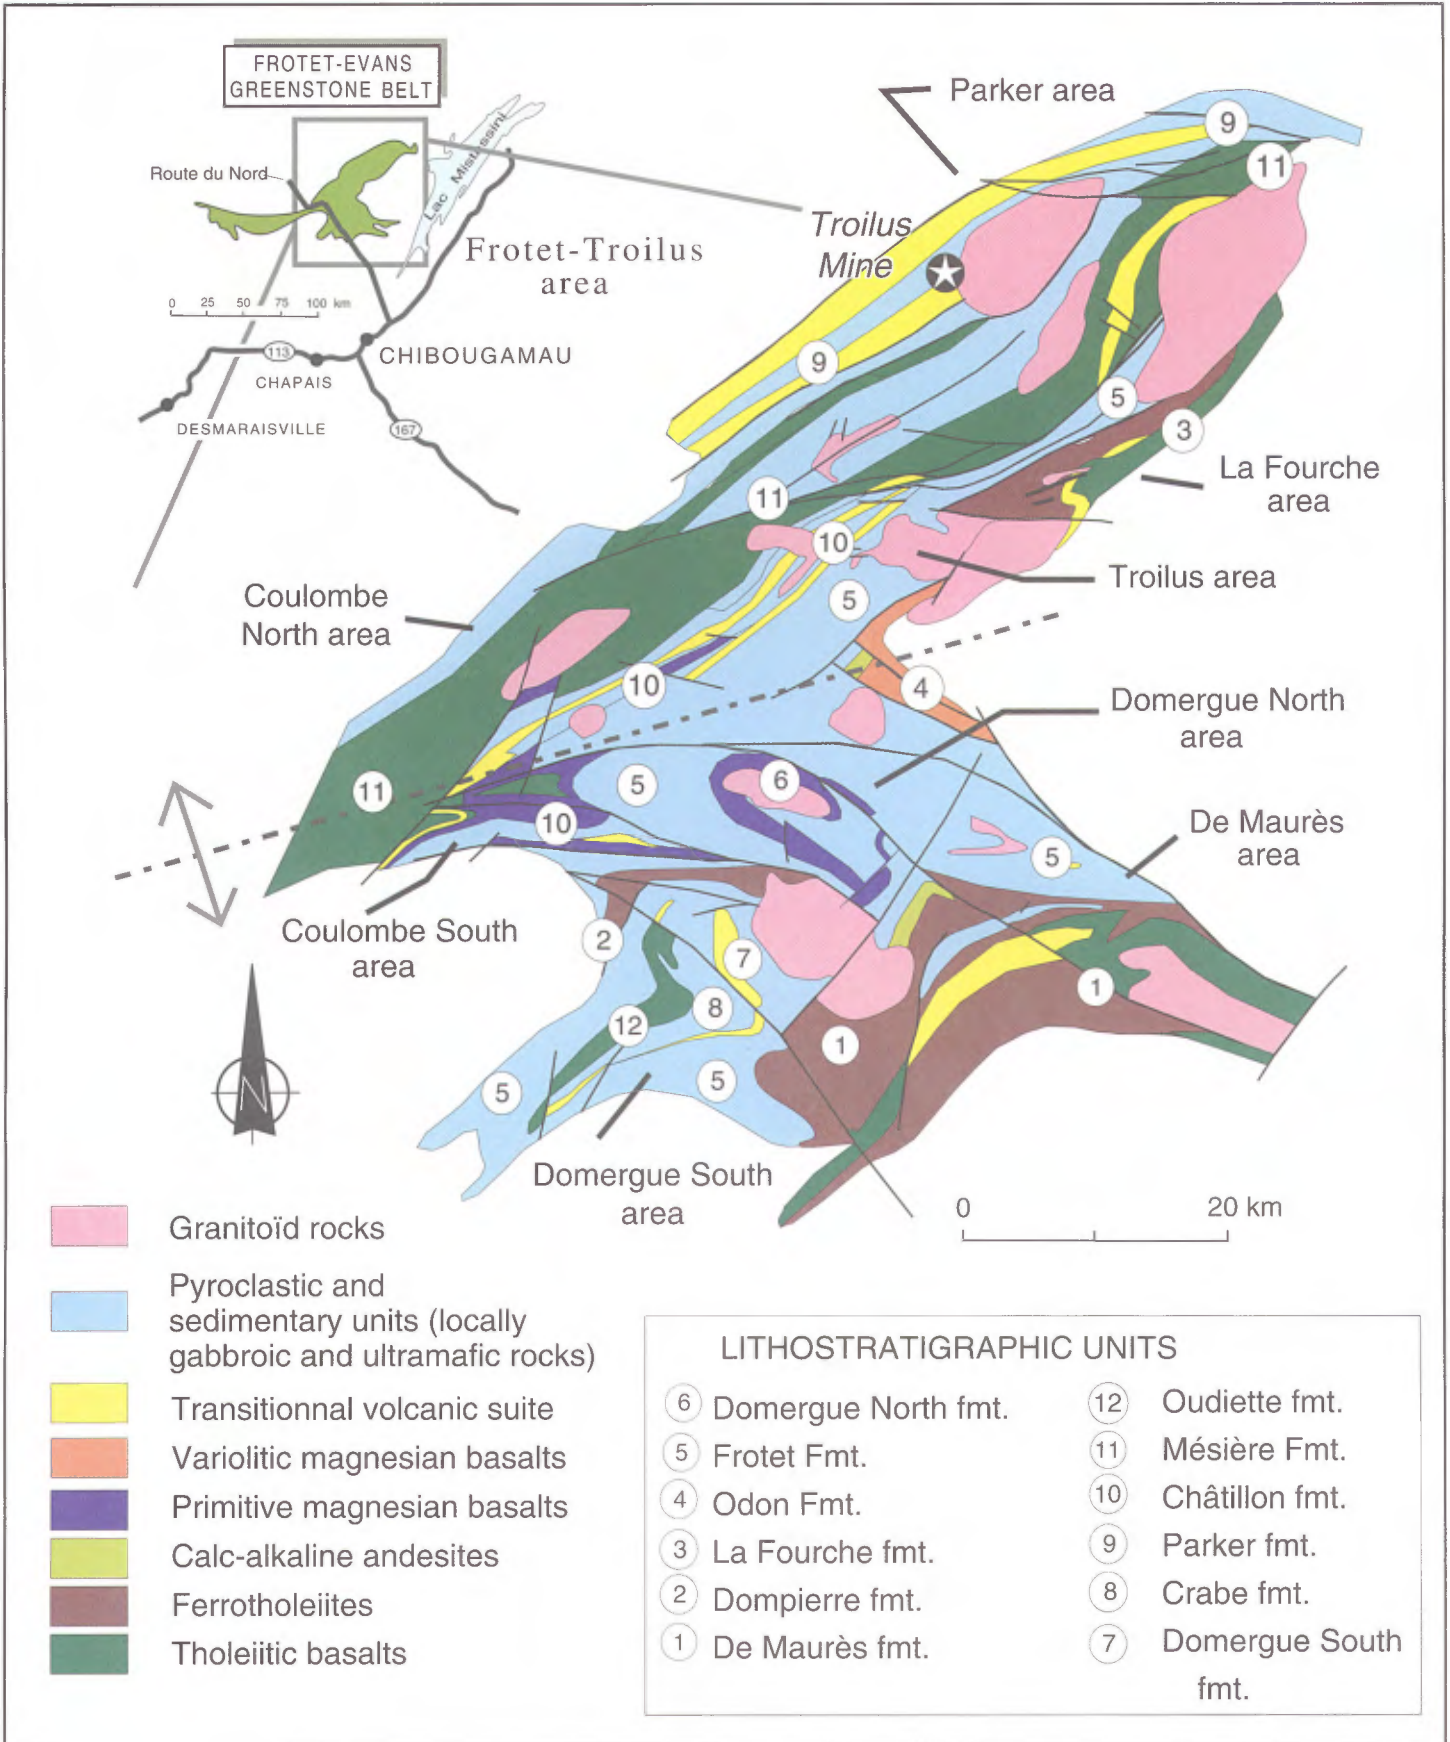 FROTET-EVANS
GREENSTONE BELT
Route du Nord
Lac Mistassini
0 25 50 75 100 km
Frotet-Troilus
area
113
CHIBOUGAMAU
CHAPAIS
DESMARAISVILLE
167
Parker area
9
11
Troilus
Mine
9
5
3
La Fourche
area
11
10
Troilus area
5
Coulombe
North area
10
4
Domergue North
area
11
5
6
10
De Maurès
area
5
Coulombe South
area
2
7
1
8
12
1
5
5
N
Domergue South
area
0 20 km
Granitoïd rocks
Pyroclastic and
sedimentary units (locally
gabbroic and ultramafic rocks)
Transitionnal volcanic suite
Variolitic magnesian basalts
Primitive magnesian basalts
Calc-alkaline andesites
Ferrotholeiites
Tholeiitic basalts
LITHOSTRATIGRAPHIC UNITS
6 Domergue North fmt.
5 Frotet Fmt.
4 Odon Fmt.
3 La Fourche fmt.
2 Dompierre fmt.
1 De Maurès fmt.
12 Oudiette fmt.
11 Mésière Fmt.
10 Châtillon fmt.
9 Parker fmt.
8 Crabe fmt.
7 Domergue South
fmt.